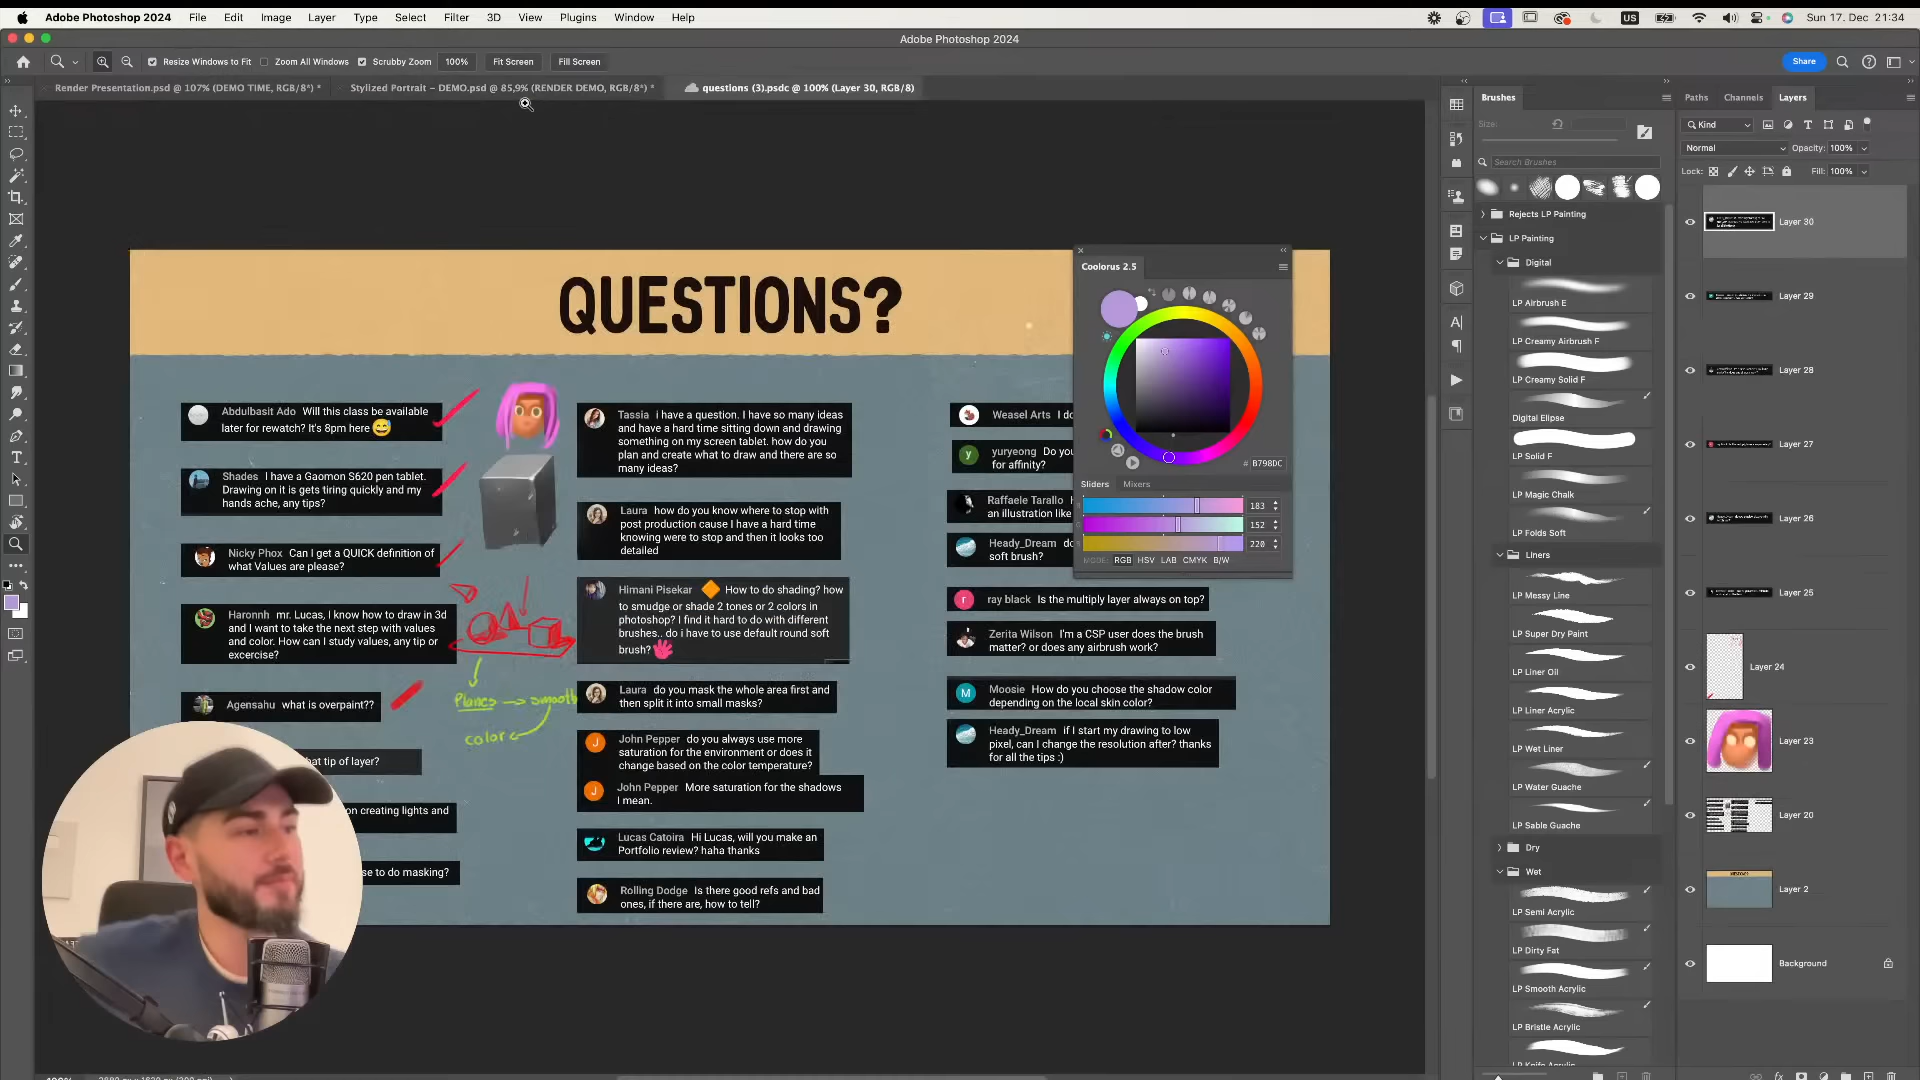 Adobe Photoshop 2024 File Edit Image Layer Type Select Filter 3D View Plugins Window Help
US Sun 17. Dec 21:34
Adobe Photoshop 2024
Resize Windows to Fit Zoom All Windows Scrubby Zoom 100% Fit Screen Fill Screen
Share
Render Presentation.psd @ 107% (DEMO TIME, RGB/8*) *
Stylized Portrait – DEMO.psd @ 85,9% (RENDER DEMO, RGB/8*) *
questions (3).psdc @ 100% (Layer 30, RGB/8)
QUESTIONS?
Abdulbasit Ado Will this class be available
later for rewatch? It's 8pm here 😅
Shades I have a Gaomon S620 pen tablet.
Drawing on it is gets tiring quickly and my
hands ache, any tips?
Nicky Phox Can I get a QUICK definition of
what Values are please?
Haronnh mr. Lucas, I know how to draw in 3d
and I want to take the next step with values
and color. How can I study values, any tip or
excercise?
Agensahu what is overpaint??
hat tip of layer?
on creating lights and
se to do masking?
Planes → smooth
color
Tassia i have a question. I have so many ideas
and have a hard time sitting down and drawing
something on my screen tablet. how do you
plan and create what to draw and there are so
many ideas?
Laura how do you know where to stop with
post production cause I have a hard time
knowing were to stop and then it looks too
detailed
Himani Pisekar 🔶 How to do shading? how
to smudge or shade 2 tones or 2 colors in
photoshop? I find it hard to do with different
brushes.. do i have to use default round soft
brush?
Laura do you mask the whole area first and
then split it into small masks?
J John Pepper do you always use more
saturation for the environment or does it
change based on the color temperature?
J John Pepper More saturation for the shadows
I mean.
Lucas Catoira Hi Lucas, will you make an
Portfolio review? haha thanks
Rolling Dodge Is there good refs and bad
ones, if there are, how to tell?
Weasel Arts I do
y yuryeong Do you
for affinity?
Raffaele Tarallo
an illustration like
Heady_Dream do
soft brush?
r ray black Is the multiply layer always on top?
Zerita Wilson I'm a CSP user does the brush
matter? or does any airbrush work?
M Moosie How do you choose the shadow color
depending on the local skin color?
Heady_Dream if I start my drawing to low
pixel, can I change the resolution after? thanks
for all the tips :)
Coolorus 2.5
# B798DC
Sliders Mixers
183
152
220
MODE: RGB HSV LAB CMYK B/W
Brushes
Size:
Search Brushes
Rejects LP Painting
LP Painting
Digital
LP Airbrush E
LP Creamy Airbrush F
LP Creamy Solid F
Digital Elipse
LP Solid F
LP Magic Chalk
LP Folds Soft
Liners
LP Messy Line
LP Super Dry Paint
LP Liner Oil
LP Liner Acrylic
LP Wet Liner
LP Water Guache
LP Sable Guache
Dry
Wet
LP Semi Acrylic
LP Dirty Fat
LP Smooth Acrylic
LP Bristle Acrylic
Paths Channels Layers
Kind
Normal Opacity: 100%
Lock: Fill: 100%
Layer 30
Layer 29
Layer 28
Layer 27
Layer 26
Layer 25
Layer 24
Layer 23
Layer 20
Layer 2
Background